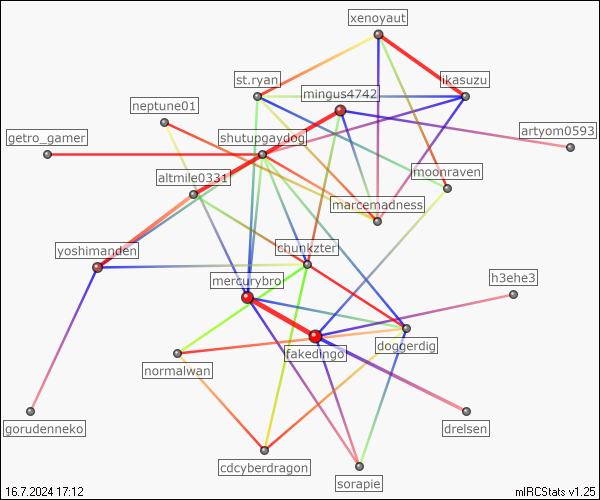 xenoyaut
st.ryan
ikasuzu
mingus4742
neptune01
getro_gamer
shutupgaydog
artyom0593
moonraven
altmile0331
marcemadness
yoshimanden
chunkzter
mercurybro
h3ehe3
fakedingo
doggerdig
normalwan
gorudenneko
drelsen
cdcyberdragon
sorapie
16.7.2024 17:12
mIRCStats v1.25